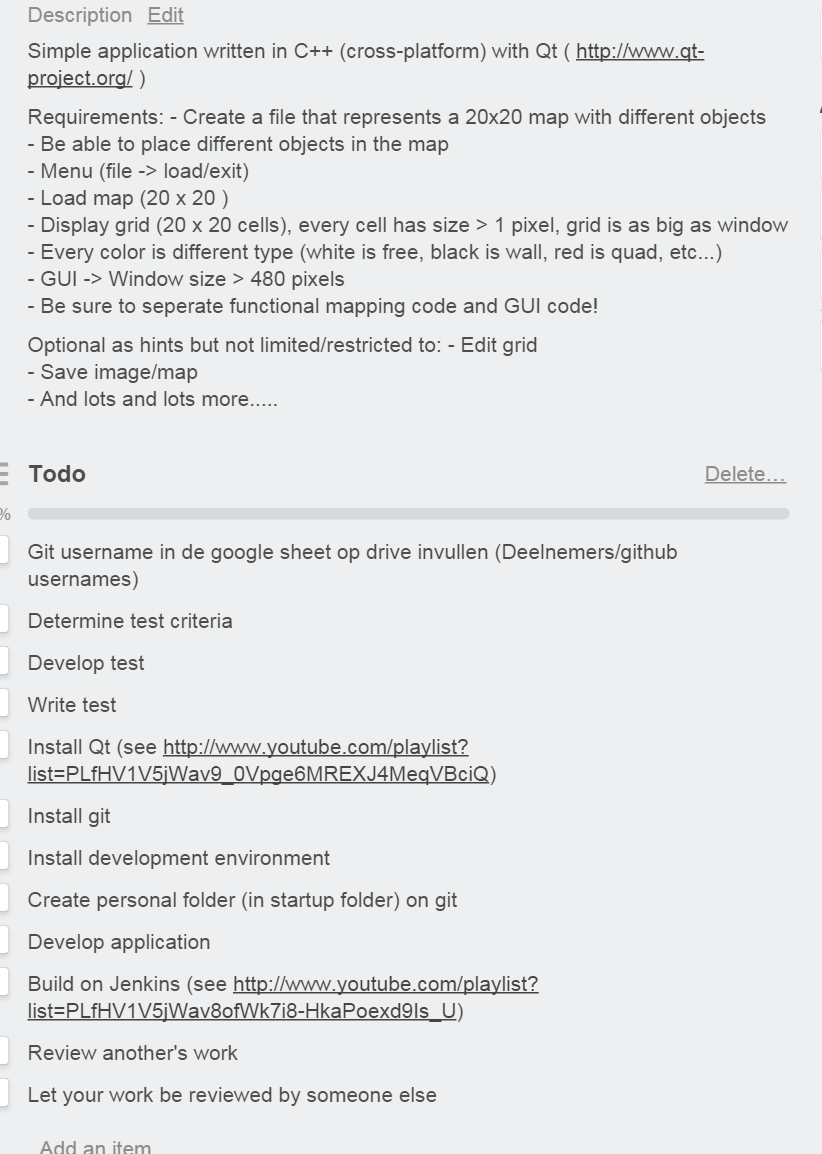 Description Edit
Simple application written in C++ (cross-platform) with Qt ( http://www.qt-
project.org/ )
Requirements: - Create a file that represents a 20x20 map with different objects
- Be able to place different objects in the map
- Menu (file -> load/exit)
- Load map (20 x 20 )
- Display grid (20 x 20 cells), every cell has size > 1 pixel, grid is as big as window
- Every color is different type (white is free, black is wall, red is quad, etc...)
- GUI -> Window size > 480 pixels
- Be sure to seperate functional mapping code and GUI code!
Optional as hints but not limited/restricted to: - Edit grid
- Save image/map
- And lots and lots more.....
Todo Delete…
%
Git username in de google sheet op drive invullen (Deelnemers/github
usernames)
Determine test criteria
Develop test
Write test
Install Qt (see http://www.youtube.com/playlist?
list=PLfHV1V5jWav9_0Vpge6MREXJ4MeqVBciQ)
Install git
Install development environment
Create personal folder (in startup folder) on git
Develop application
Build on Jenkins (see http://www.youtube.com/playlist?
list=PLfHV1V5jWav8ofWk7i8-HkaPoexd9Is_U)
Review another's work
Let your work be reviewed by someone else
Add an item